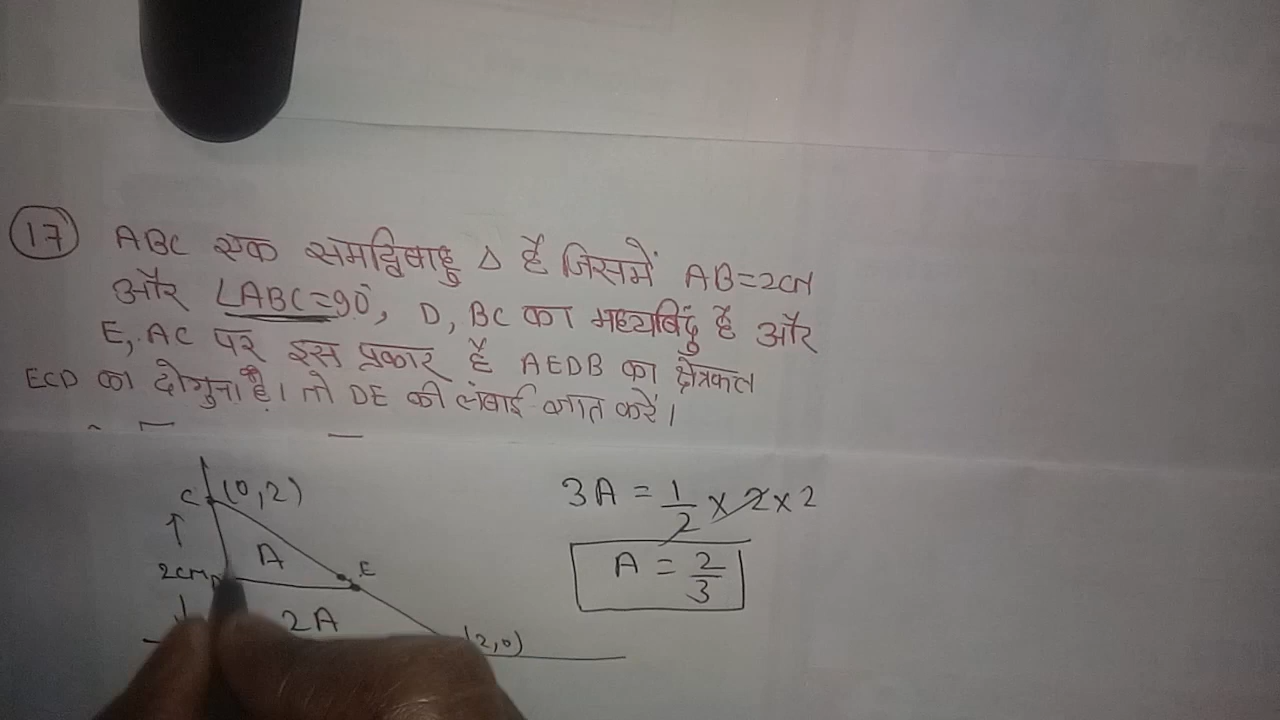 17 ABC एक समद्विबाहु Δ है जिसमें AB=2cm
और ∠ABC=90°, D, BC का मध्यबिंदु है और
E, AC पर इस प्रकार है AEDB का क्षेत्रफल
ECD का दोगुना है। तो DE की लंबाई ज्ञात करें।
C (0,2)
3A = 1/2 × 2 × 2
A E
A = 2/3
2cm
2A
(2,0)